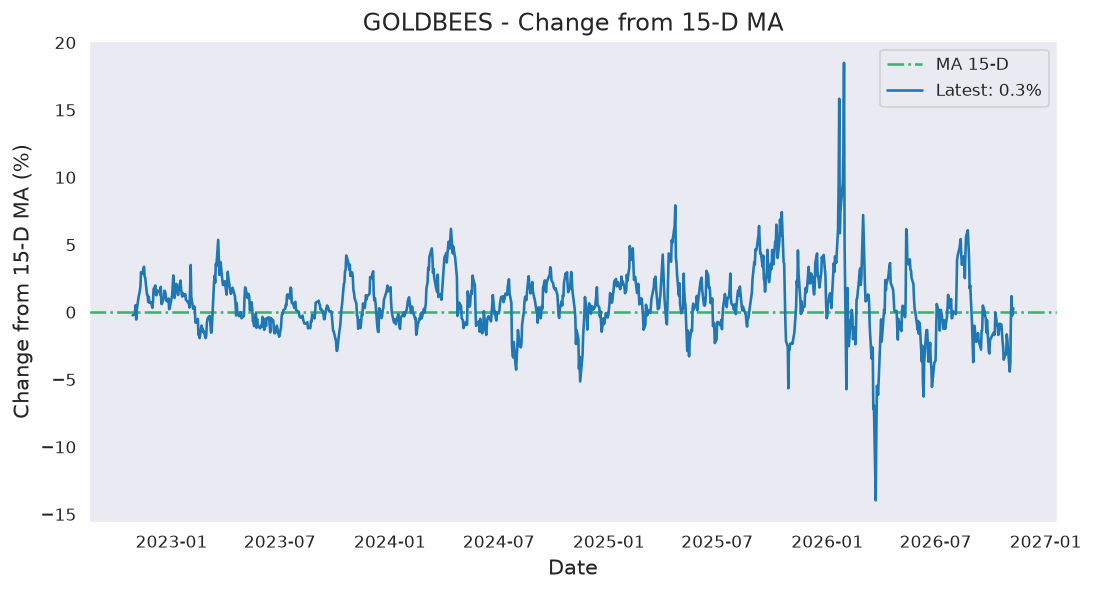 GOLDBEES - Change from 15-D MA
Change from 15-D MA (%)
20
15
10
5
0
−5
−10
−15
MA 15-D
Latest: 0.3%
2023-01 2023-07 2024-01 2024-07 2025-01 2025-07 2026-01 2026-07 2027-01
Date